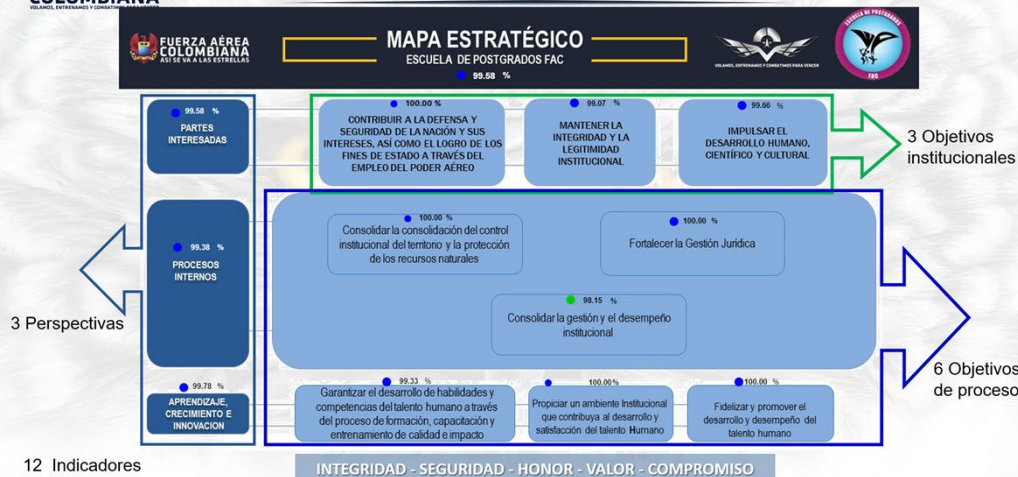 COLOMBIANA
VOLAMOS, ENTRENAMOS Y COMBATIMOS PARA VENCER
FUERZA AÉREA
COLOMBIANA
ASÍ SE VA A LAS ESTRELLAS
MAPA ESTRATÉGICO
ESCUELA DE POSTGRADOS FAC
99.58 %
VOLAMOS, ENTRENAMOS Y COMBATIMOS PARA VENCER
ESCUELA DE POSTGRADOS
FAC
99.58 %
PARTES
INTERESADAS
100.00 %
CONTRIBUIR A LA DEFENSA Y
SEGURIDAD DE LA NACIÓN Y SUS
INTERESES, ASÍ COMO EL LOGRO DE LOS
FINES DE ESTADO A TRAVÉS DEL
EMPLEO DEL PODER AÉREO
99.07 %
MANTENER LA
INTEGRIDAD Y LA
LEGITIMIDAD
INSTITUCIONAL
99.66 %
IMPULSAR EL
DESARROLLO HUMANO,
CIENTÍFICO Y CULTURAL
3 Objetivos
institucionales
99.38 %
PROCESOS
INTERNOS
100.00 %
Consolidar la consolidación del control
institucional del territorio y la protección
de los recursos naturales
100.00 %
Fortalecer la Gestión Jurídica
98.15 %
Consolidar la gestión y el desempeño
institucional
3 Perspectivas
6 Objetivos
de proceso
99.78 %
APRENDIZAJE,
CRECIMIENTO E
INNOVACION
99.33 %
Garantizar el desarrollo de habilidades y
competencias del talento humano a través
del proceso de formación, capacitación y
entrenamiento de calidad e impacto
100.00%
Propiciar un ambiente Institucional
que contribuya al desarrollo y
satisfacción del talento Humano
100.00 %
Fidelizar y promover el
desarrollo y desempeño del
talento humano
12 Indicadores
INTEGRIDAD - SEGURIDAD - HONOR - VALOR - COMPROMISO